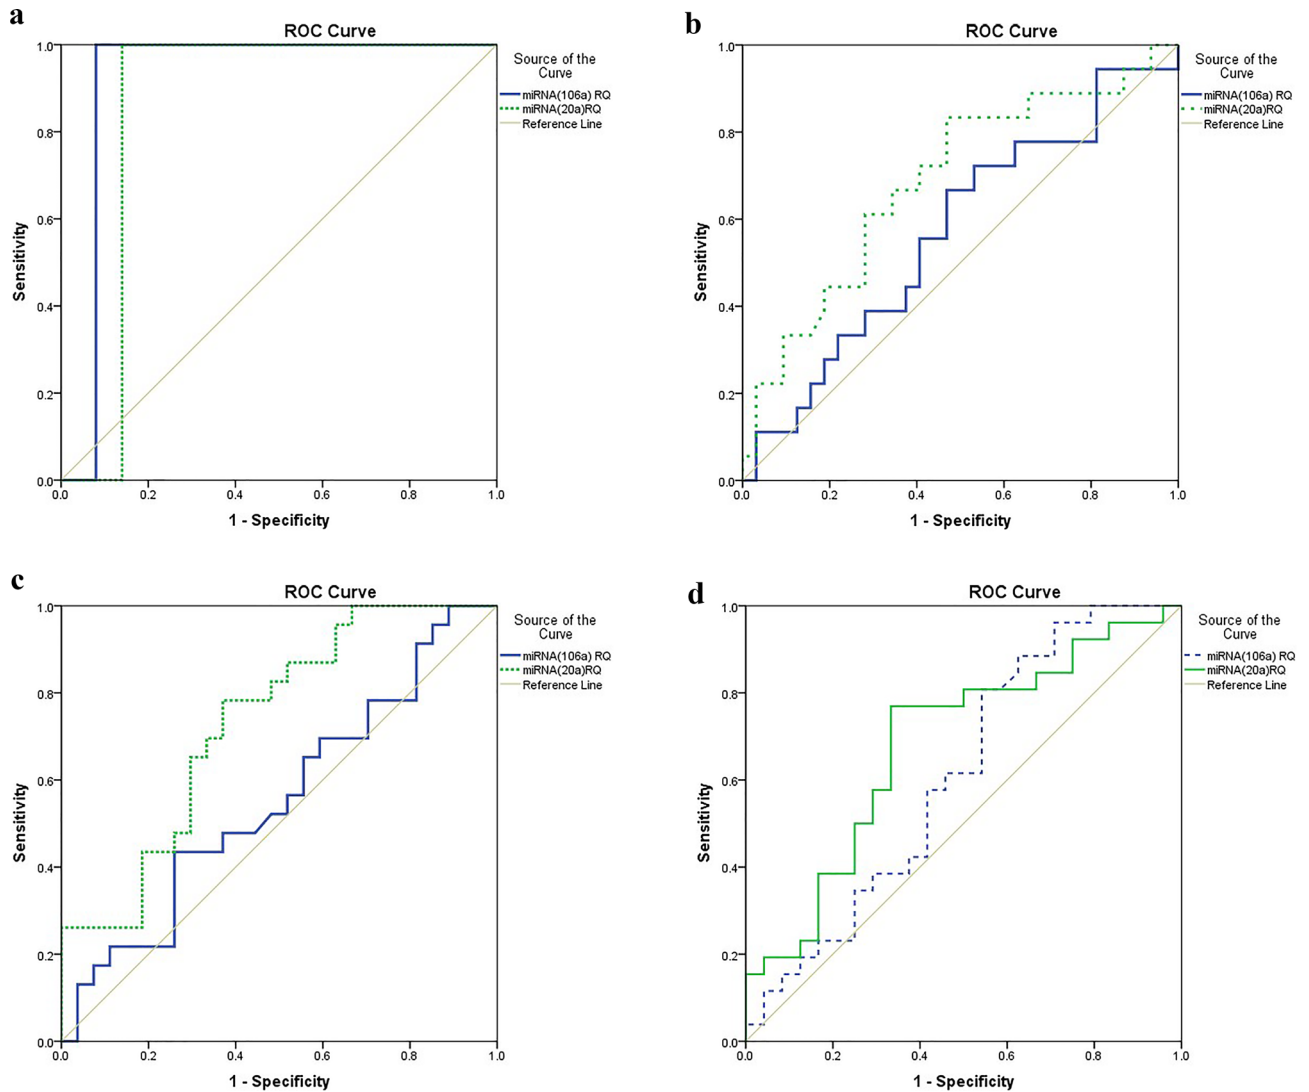 a
ROC Curve
1.0
0.8
0.6
0.4
0.2
0.0
Sensitivity
0.0 0.2 0.4 0.6 0.8 1.0
1 - Specificity
Source of the
Curve
miRNA(106a) RQ
miRNA(20a)RQ
Reference Line
b
ROC Curve
1.0
0.8
0.6
0.4
0.2
0.0
Sensitivity
0.0 0.2 0.4 0.6 0.8 1.0
1 - Specificity
Source of the
Curve
miRNA(106a) RQ
miRNA(20a)RQ
Reference Line
c
ROC Curve
1.0
0.8
0.6
0.4
0.2
0.0
Sensitivity
0.0 0.2 0.4 0.6 0.8 1.0
1 - Specificity
Source of the
Curve
miRNA(106a) RQ
miRNA(20a)RQ
Reference Line
d
ROC Curve
1.0
0.8
0.6
0.4
0.2
0.0
Sensitivity
0.0 0.2 0.4 0.6 0.8 1.0
1 - Specificity
Source of the
Curve
miRNA(106a) RQ
miRNA(20a)RQ
Reference Line